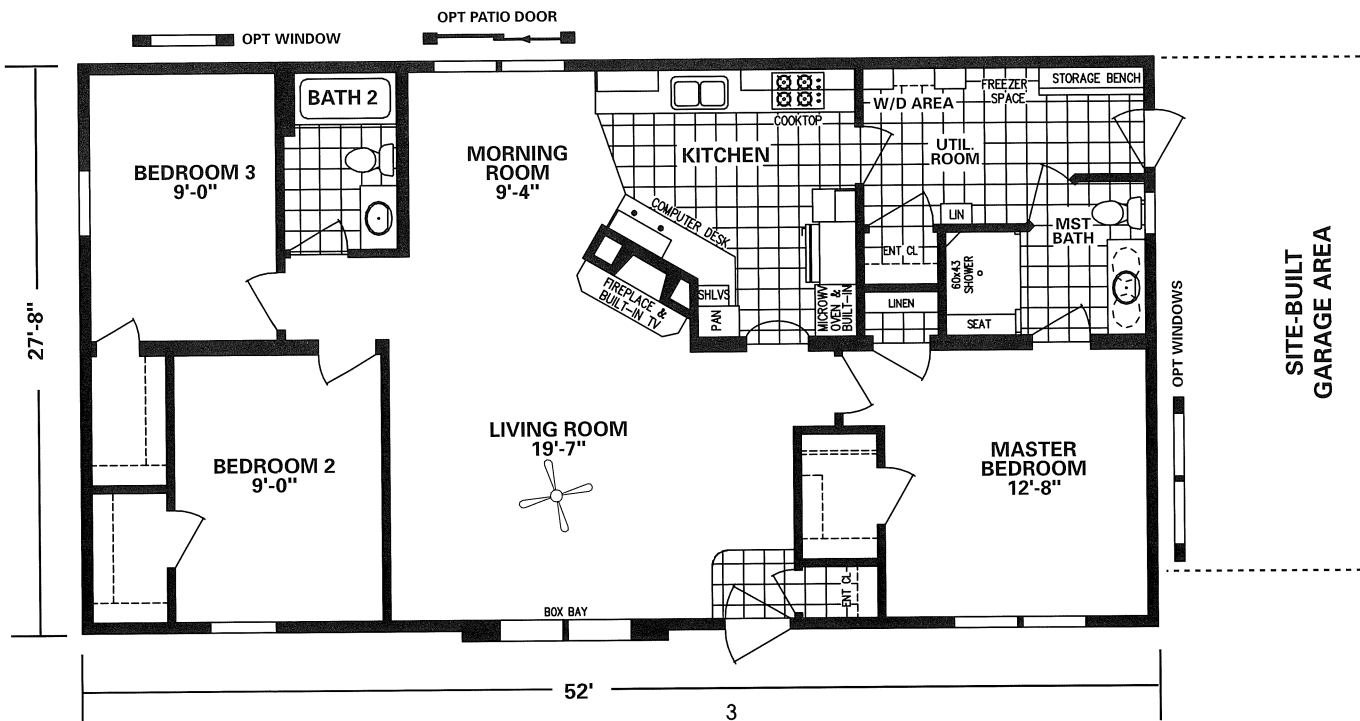 OPT PATIO DOOR
OPT WINDOW
BATH 2
BEDROOM 3
9'-0"
MORNING
ROOM
9'-4"
KITCHEN
COOKTOP
W/D AREA
FREEZER
SPACE
STORAGE BENCH
UTIL.
ROOM
COMPUTER DESK
FIREPLACE &
BUILT-IN TV
SHLVS
PAN
MICROWV
OVEN &
BUILT-IN
ENT CL
LINEN
LIN
MST
BATH
60x43
SHOWER
SEAT
OPT WINDOWS
SITE-BUILT
GARAGE AREA
27'-8"
BEDROOM 2
9'-0"
LIVING ROOM
19'-7"
MASTER
BEDROOM
12'-8"
ENT CL
BOX BAY
52'
3